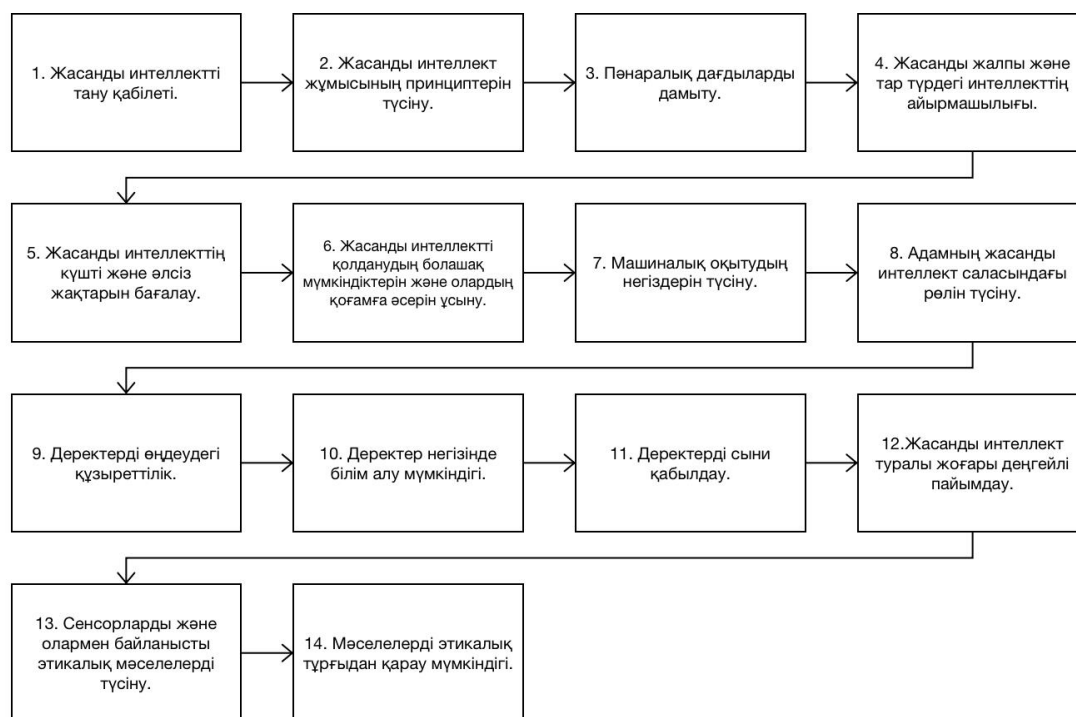 1. Жасанды интеллектті
тану қабілеті.
2. Жасанды интеллект
жұмысының принциптерін
түсіну.
3. Пәнаралық дағдыларды
дамыту.
4. Жасанды жалпы және
тар түрдегі интеллекттің
айырмашылығы.
5. Жасанды интеллекттің
күшті және әлсіз
жақтарын бағалау.
6. Жасанды интеллектті
қолданудың болашақ
мүмкіндіктерін және олардың
қоғамға әсерін ұсыну.
7. Машиналық оқытудың
негіздерін түсіну.
8. Адамның жасанды
интеллект саласындағы
рөлін түсіну.
9. Деректерді өңдеудегі
құзыреттілік.
10. Деректер негізінде
білім алу мүмкіндігі.
11. Деректерді сыни
қабылдау.
12.Жасанды интеллект
туралы жоғары деңгейлі
пайымдау.
13. Сенсорларды және
олармен байланысты
этикалық мәселелерді
түсіну.
14. Мәселелерді этикалық
тұрғыдан қарау мүмкіндігі.